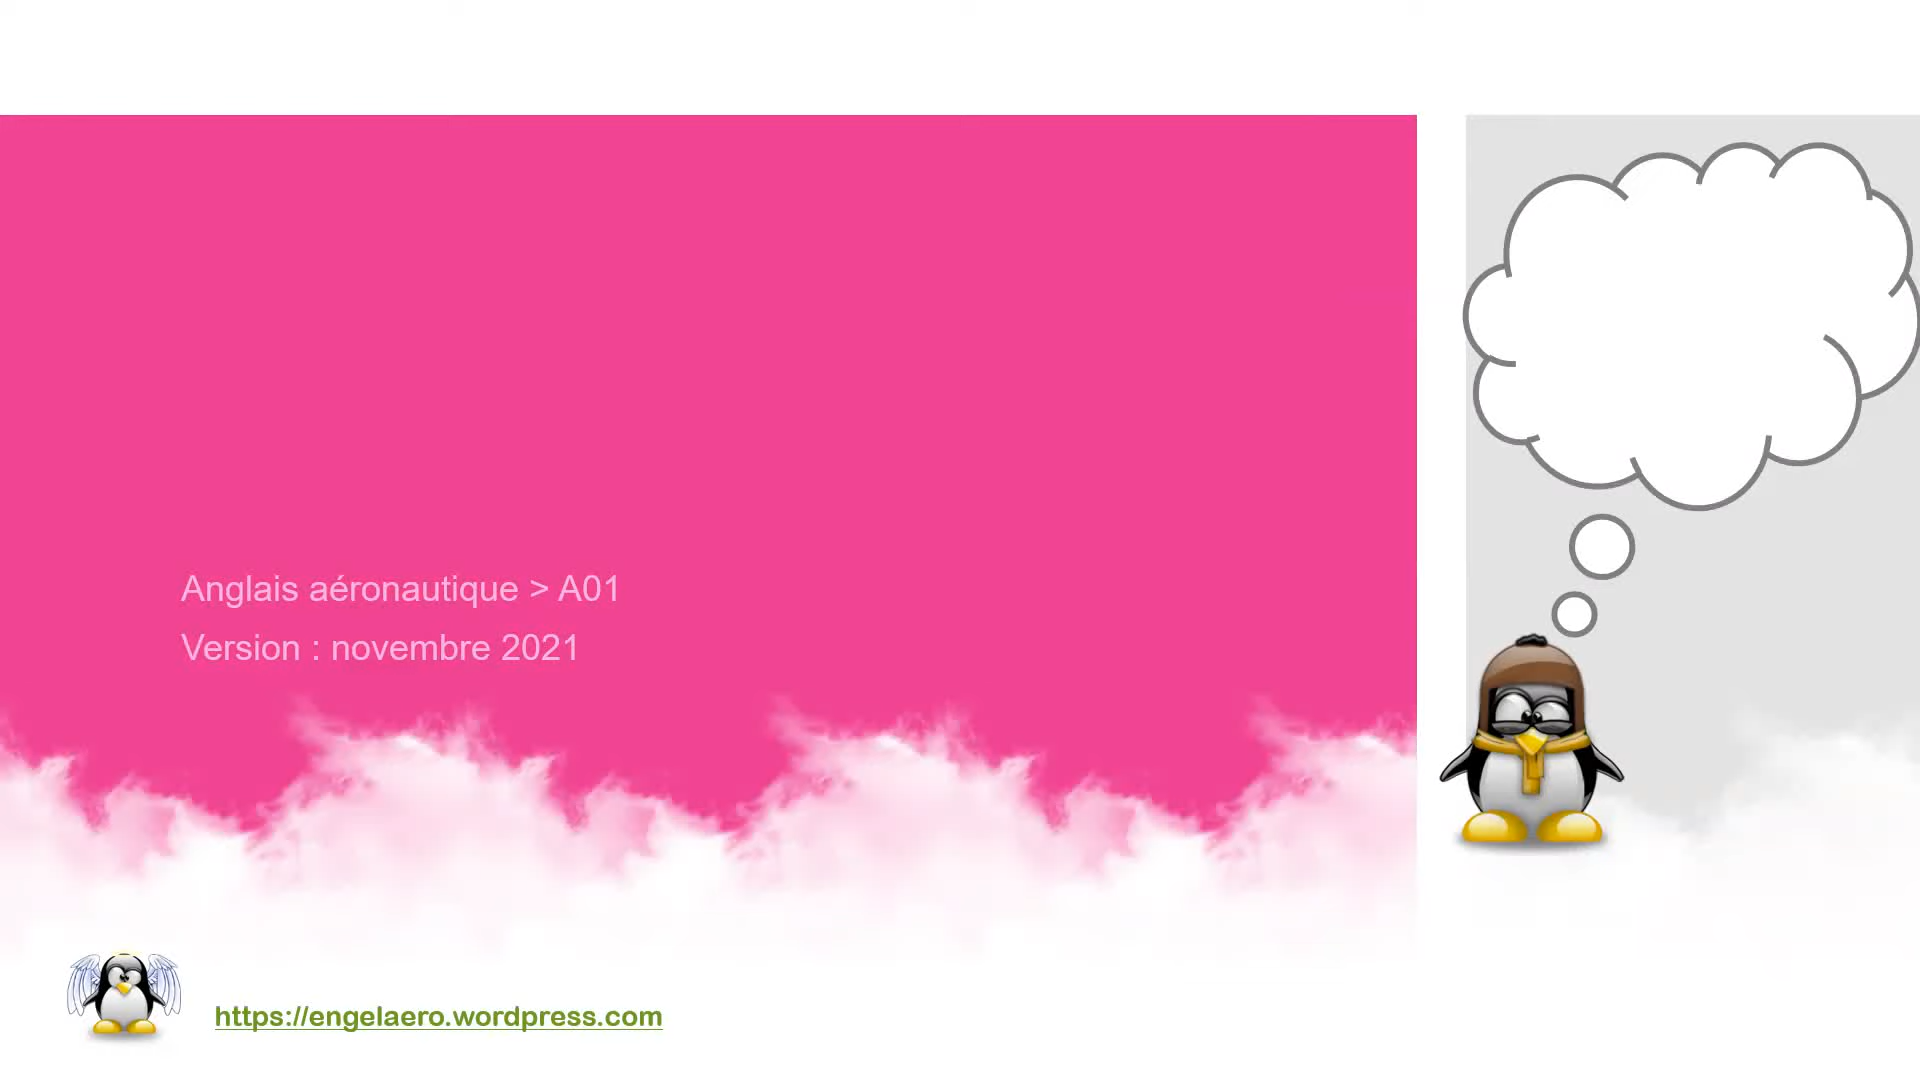 Anglais aéronautique > A01
Version : novembre 2021
https://engelaero.wordpress.com